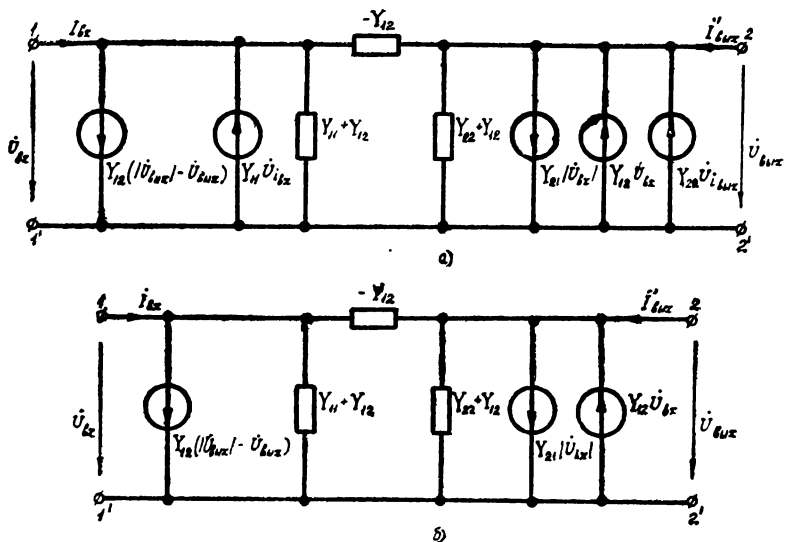 -Y₁₂
1 İвх İ''вых 2
U̇вх Y₁₁+Y₁₂ Y₂₂+Y₁₂ U̇вых
Y₁₂(|U̇вых|-U̇вых) Y₁₁U̇iвх Y₂₁|U̇вх| Y₁₂U̇вх Y₂₂U̇iвых
1' 2'
а)
-Y₁₂
1 İвх İ''вых 2
U̇вх Y₁₁+Y₁₂ Y₂₂+Y₁₂ Y₁₂U̇вх U̇вых
Y₁₂(|U̇вых|-U̇вых) Y₂₁|U̇вх|
1' 2'
б)